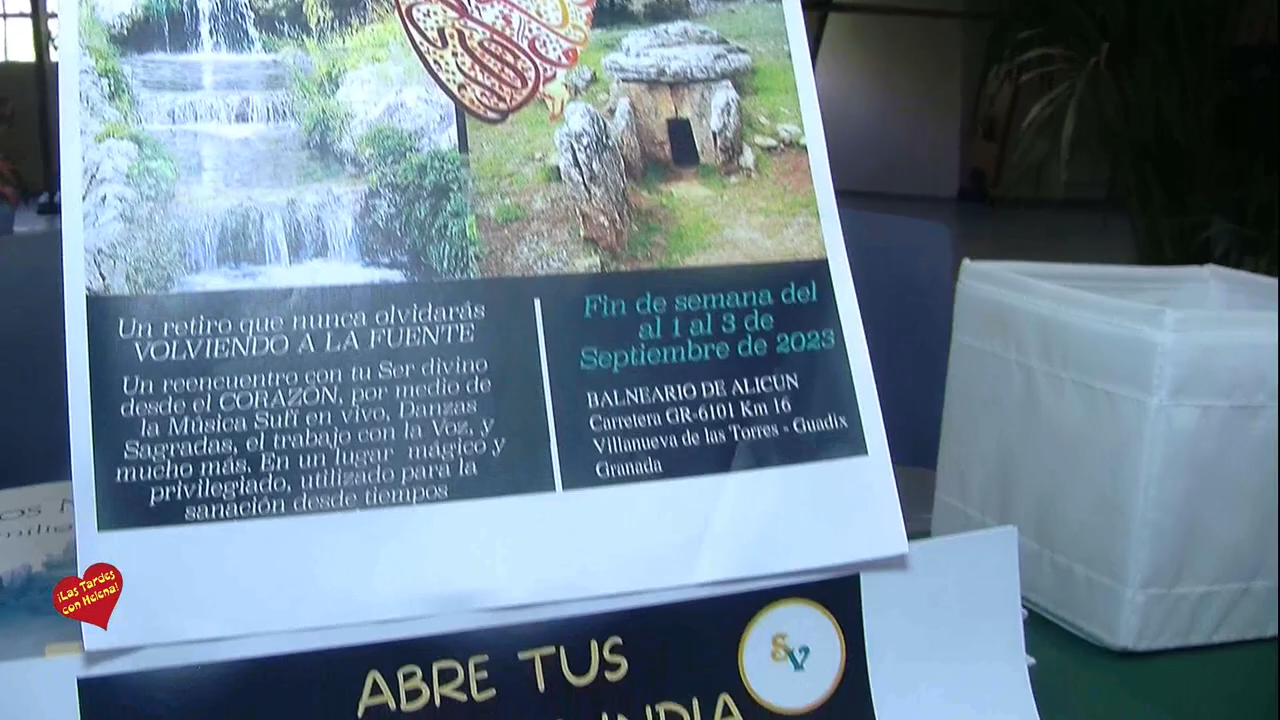 Un retiro que nunca olvidarás
VOLVIENDO A LA FUENTE
Un reencuentro con tu Ser divino
desde el CORAZÓN, por medio de
la Música Sufí en vivo, Danzas
Sagradas, el trabajo con la Voz, y
mucho más. En un lugar mágico y
privilegiado, utilizado para la
sanación desde tiempos
Fin de semana del
al 1 al 3 de
Septiembre de 2023
BALNEARIO DE ALICUN
Carretera GR-6101 Km 16
Villanueva de las Torres - Guadix
Granada
¡Las Tardes
con Helena!
ABRE TUS
SV